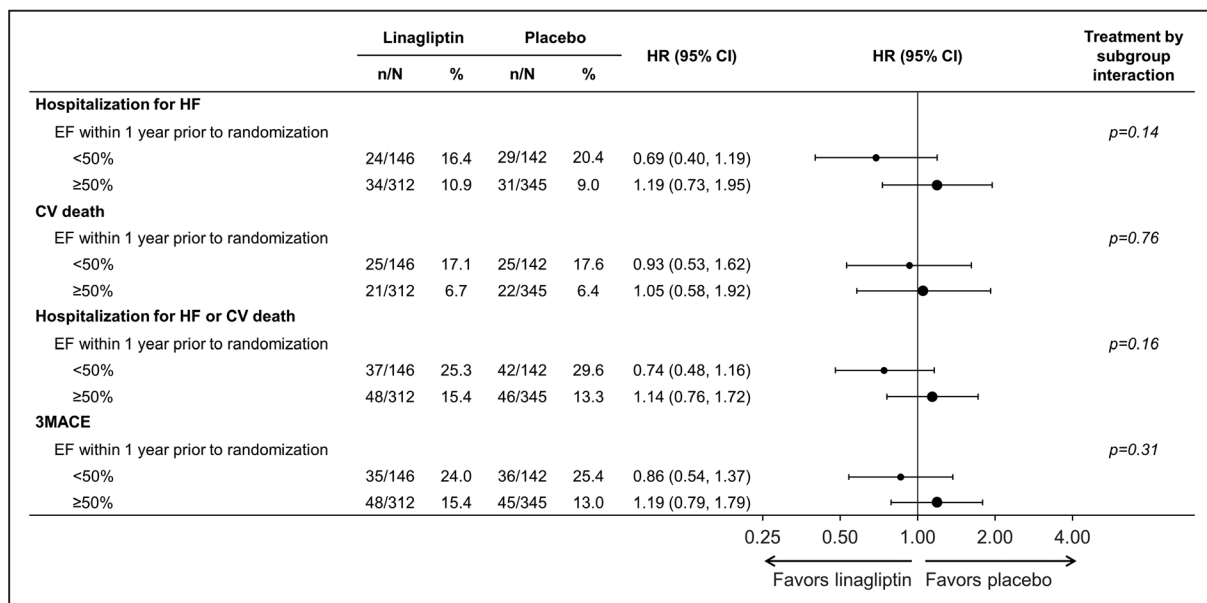 Linagliptin Placebo HR (95% CI) HR (95% CI) Treatment by subgroup interaction
n/N % n/N %
Hospitalization for HF
EF within 1 year prior to randomization p=0.14
<50% 24/146 16.4 29/142 20.4 0.69 (0.40, 1.19)
≥50% 34/312 10.9 31/345 9.0 1.19 (0.73, 1.95)
CV death
EF within 1 year prior to randomization p=0.76
<50% 25/146 17.1 25/142 17.6 0.93 (0.53, 1.62)
≥50% 21/312 6.7 22/345 6.4 1.05 (0.58, 1.92)
Hospitalization for HF or CV death
EF within 1 year prior to randomization p=0.16
<50% 37/146 25.3 42/142 29.6 0.74 (0.48, 1.16)
≥50% 48/312 15.4 46/345 13.3 1.14 (0.76, 1.72)
3MACE
EF within 1 year prior to randomization p=0.31
<50% 35/146 24.0 36/142 25.4 0.86 (0.54, 1.37)
≥50% 48/312 15.4 45/345 13.0 1.19 (0.79, 1.79)
0.25 0.50 1.00 2.00 4.00
Favors linagliptin Favors placebo